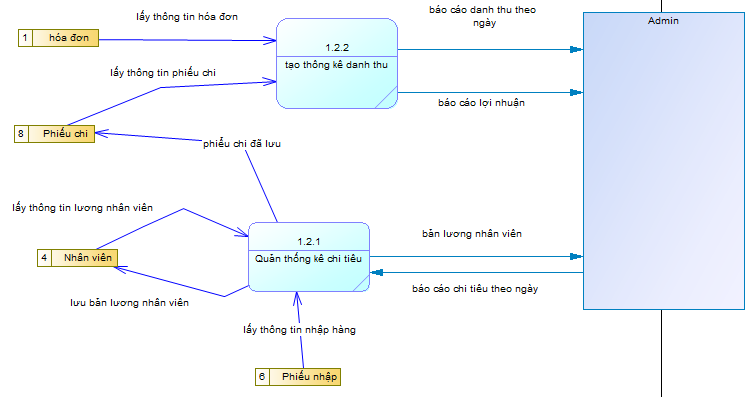 báo cáo danh thu theo
ngày
Admin
lấy thông tin hóa đơn
1 hóa đơn
1.2.2
tạo thông kê danh thu
lấy thông tin phiếu chi
báo cáo lợi nhuận
8 Phiếu chi
phiểu chi đã lưu
lấy thông tin lương nhân viên
bản lương nhân viên
1.2.1
Quản thống kê chi tiêu
4 Nhân viên
báo cáo chi tiêu theo ngày
lưu bản lương nhân viên
lấy thông tin nhập hàng
6 Phiếu nhập